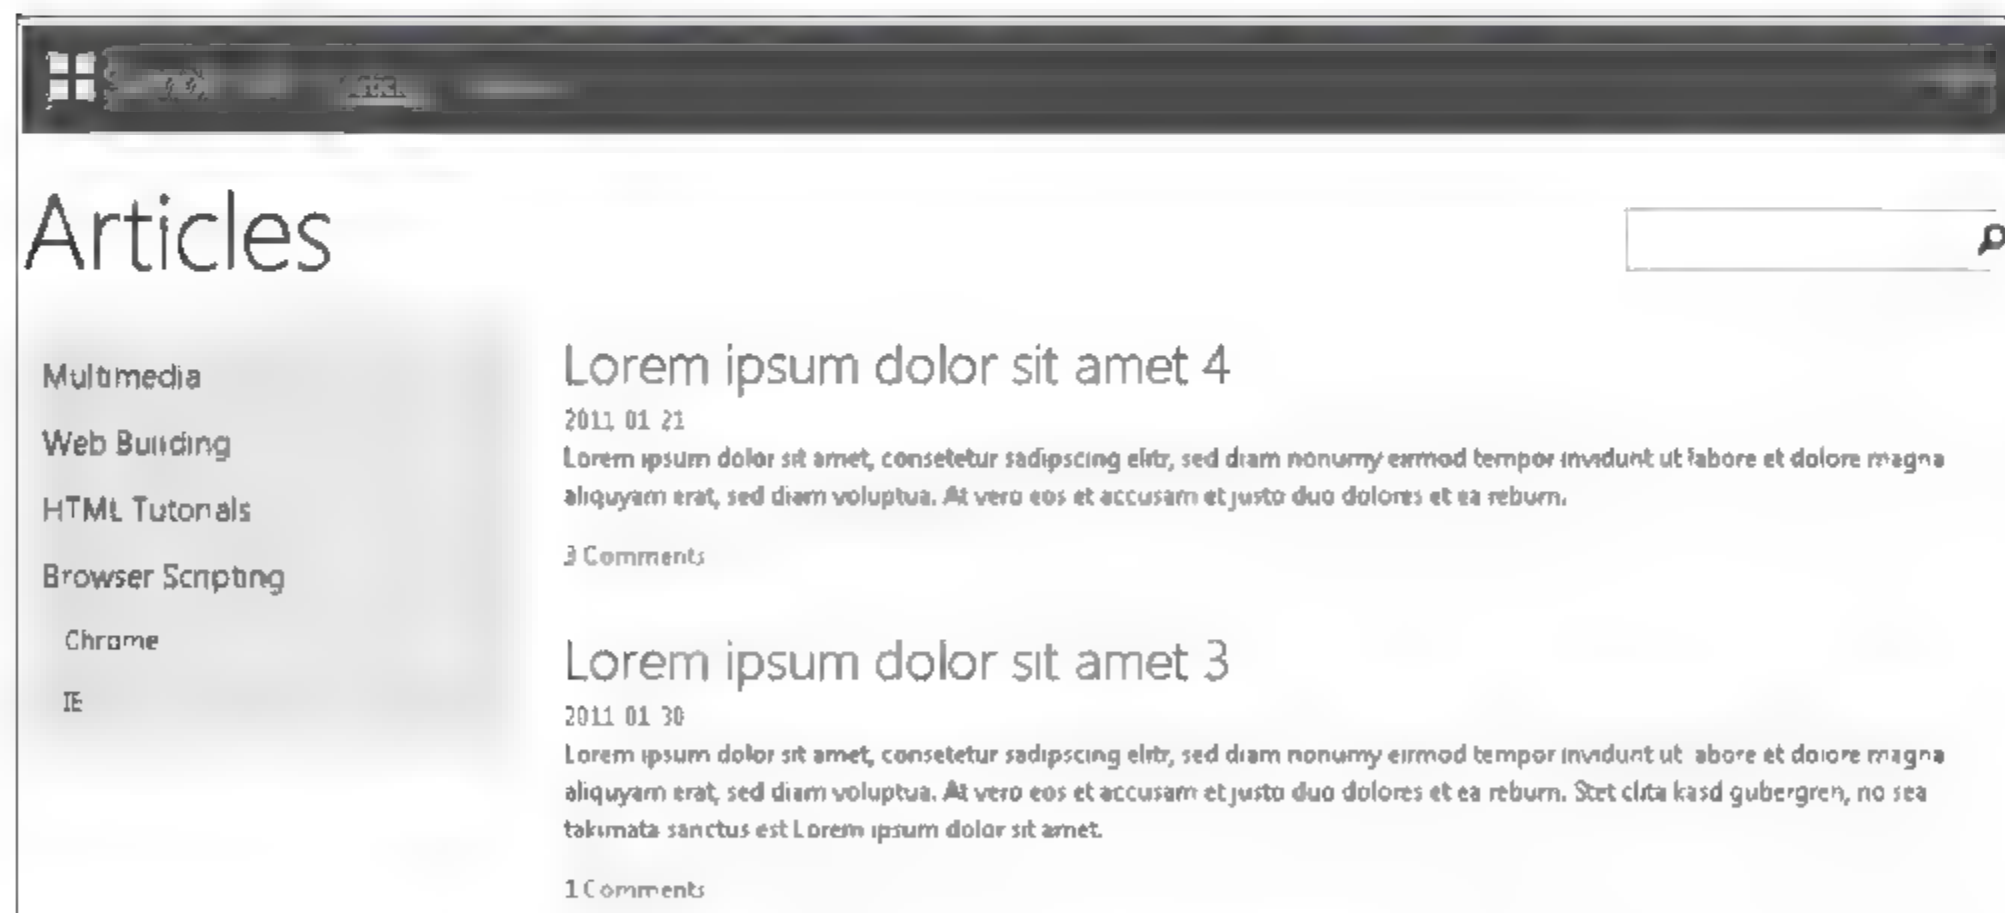 Articles
Multimedia
Web Building
HTML Tutorials
Browser Scripting
Chrome
IE
Lorem ipsum dolor sit amet 4
2011 01 21
Lorem ipsum dolor sit amet, consetetur sadipscing elitr, sed diam nonumy eirmod tempor invidunt ut labore et dolore magna
aliquyam erat, sed diam voluptua. At vero eos et accusam et justo duo dolores et ea rebum.
3 Comments
Lorem ipsum dolor sit amet 3
2011 01 30
Lorem ipsum dolor sit amet, consetetur sadipscing elitr, sed diam nonumy eirmod tempor invidunt ut labore et dolore magna
aliquyam erat, sed diam voluptua. At vero eos et accusam et justo duo dolores et ea rebum. Stet clita kasd gubergren, no sea
takimata sanctus est Lorem ipsum dolor sit amet.
1 Comments